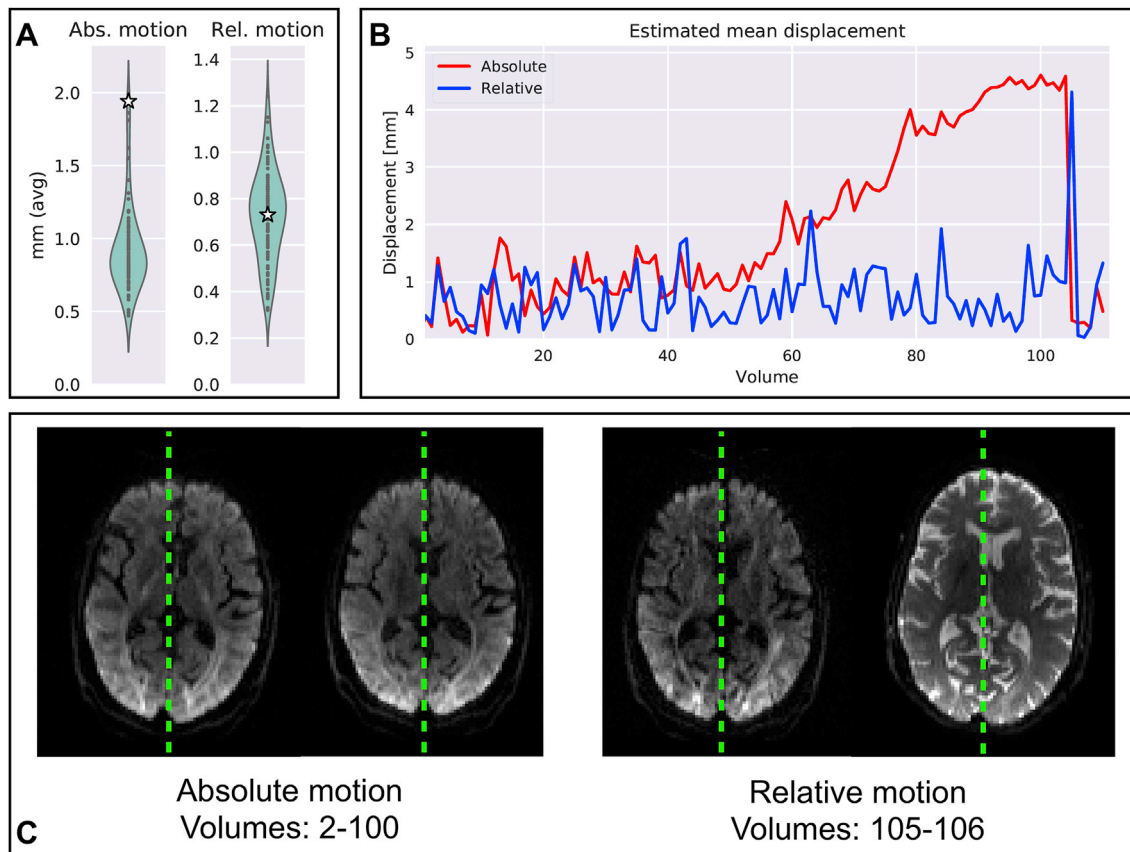 A
Abs. motion
Rel. motion
mm (avg)
2.0
1.5
1.0
0.5
0.0
1.4
1.2
1.0
0.8
0.6
0.4
0.2
0.0
B
Estimated mean displacement
Absolute
Relative
Displacement [mm]
5
4
3
2
1
0
20
40
60
80
100
Volume
Absolute motion
Volumes: 2-100
Relative motion
Volumes: 105-106
C